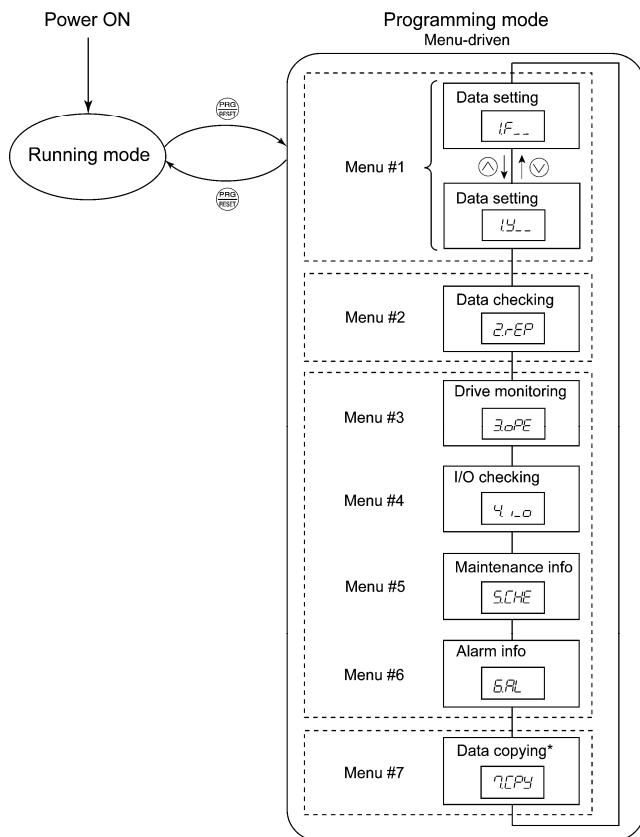 Power ON
Programming mode
Menu-driven
PRG
RESET
Running mode
PRG
RESET
Menu #1
Data setting
1.F_ _
Data setting
1.y_ _
Menu #2
Data checking
2.rEP
Menu #3
Drive monitoring
3.oPE
Menu #4
I/O checking
4. i_o
Menu #5
Maintenance info
5.CHE
Menu #6
Alarm info
6.AL
Menu #7
Data copying*
7.CPY